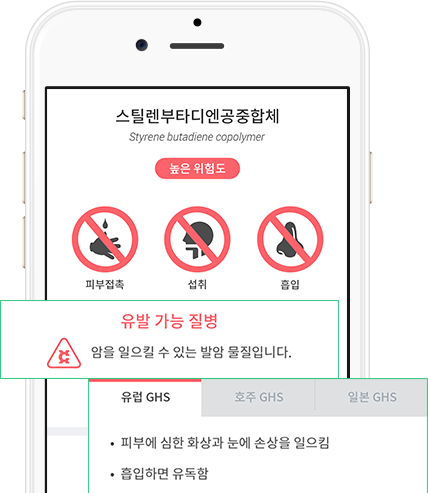 스틸렌부타디엔공중합체
Styrene butadiene copolymer
높은 위험도
피부접촉 섭취 흡입
유발 가능 질병
암을 일으킬 수 있는 발암 물질입니다.
유럽 GHS 호주 GHS 일본 GHS
• 피부에 심한 화상과 눈에 손상을 일으킴
• 흡입하면 유독함